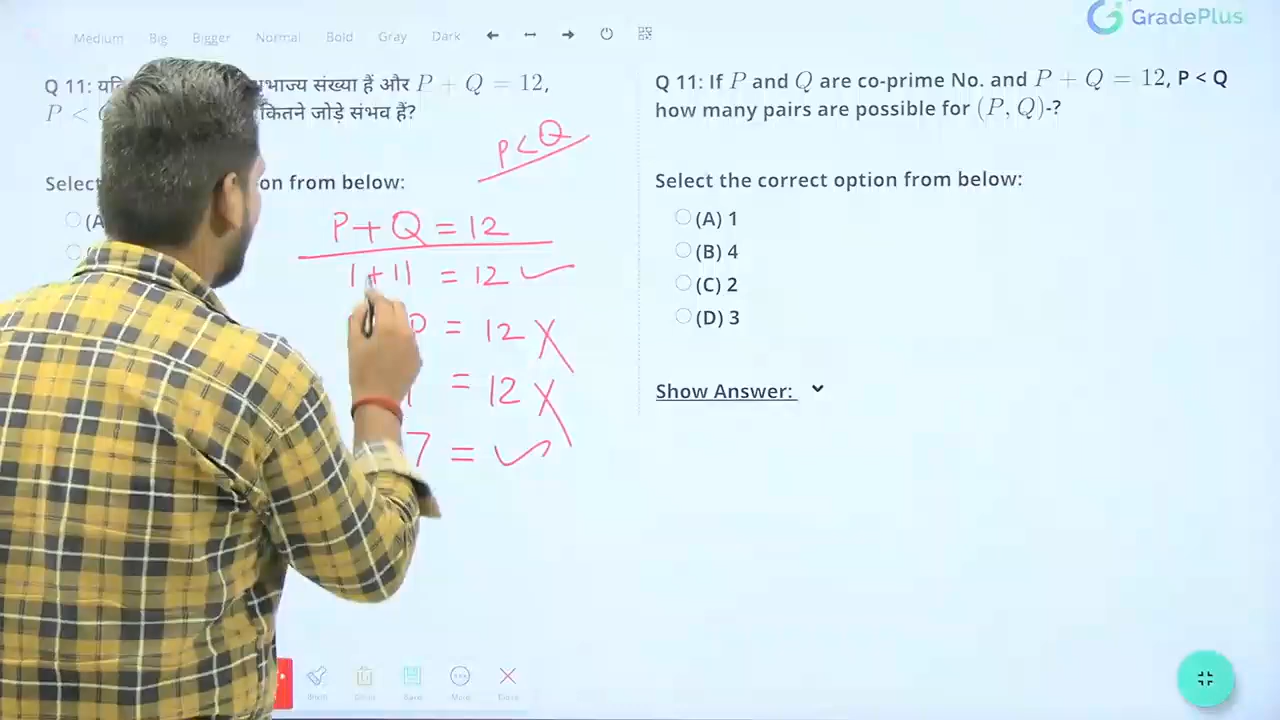 Medium Big Bigger Normal Bold Gray Dark
GradePlus
Q 11: संख्या हैं और P + Q = 12,
P < कितने जोड़े संभव हैं?
on from below:
(A
P < Q
P + Q = 12
1 + 11 = 12
= 12
= 12
7 =
Q 11: If P and Q are co-prime No. and P + Q = 12, P < Q
how many pairs are possible for (P, Q)-?
Select the correct option from below:
(A) 1
(B) 4
(C) 2
(D) 3
Show Answer:
More
Close